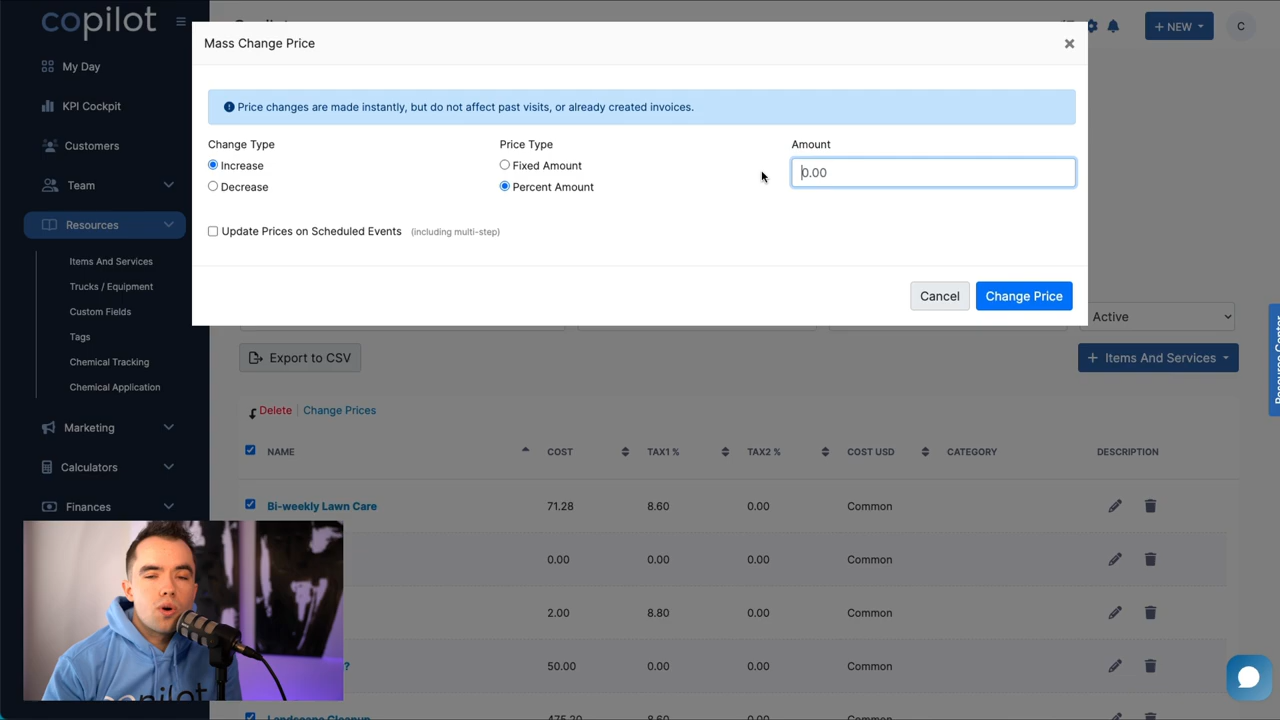 copilot
+ NEW
C
Mass Change Price
Price changes are made instantly, but do not affect past visits, or already created invoices.
Change Type
Increase
Decrease
Price Type
Fixed Amount
Percent Amount
Amount
0.00
Update Prices on Scheduled Events (including multi-step)
Cancel
Change Price
My Day
KPI Cockpit
Customers
Team
Resources
Items And Services
Trucks / Equipment
Custom Fields
Tags
Chemical Tracking
Chemical Application
Marketing
Calculators
Finances
Active
Export to CSV
+ Items And Services
Delete | Change Prices
NAME COST TAX1 % TAX2 % COST USD CATEGORY DESCRIPTION
Bi-weekly Lawn Care 71.28 8.60 0.00 Common
0.00 0.00 0.00 Common
2.00 8.80 0.00 Common
? 50.00 0.00 0.00 Common
Landscape Cleanup 475.20 8.60 0.00 Common
Resource Center